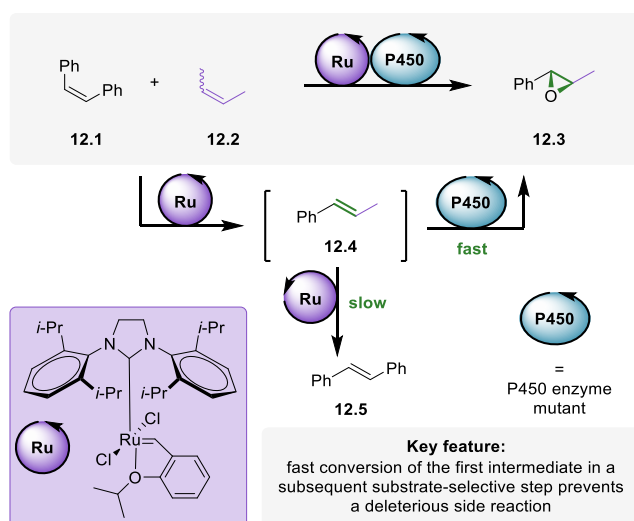 Ph
Ph
+
12.1
12.2
Ru
P450
Ph
O
12.3
Ru
Ph
12.4
P450
fast
Ru
slow
Ph
Ph
12.5
P450
=
P450 enzyme
mutant
i-Pr
i-Pr
N
N
i-Pr
i-Pr
Cl
Ru
Cl
O
Ru
Key feature:
fast conversion of the first intermediate in a
subsequent substrate-selective step prevents
a deleterious side reaction